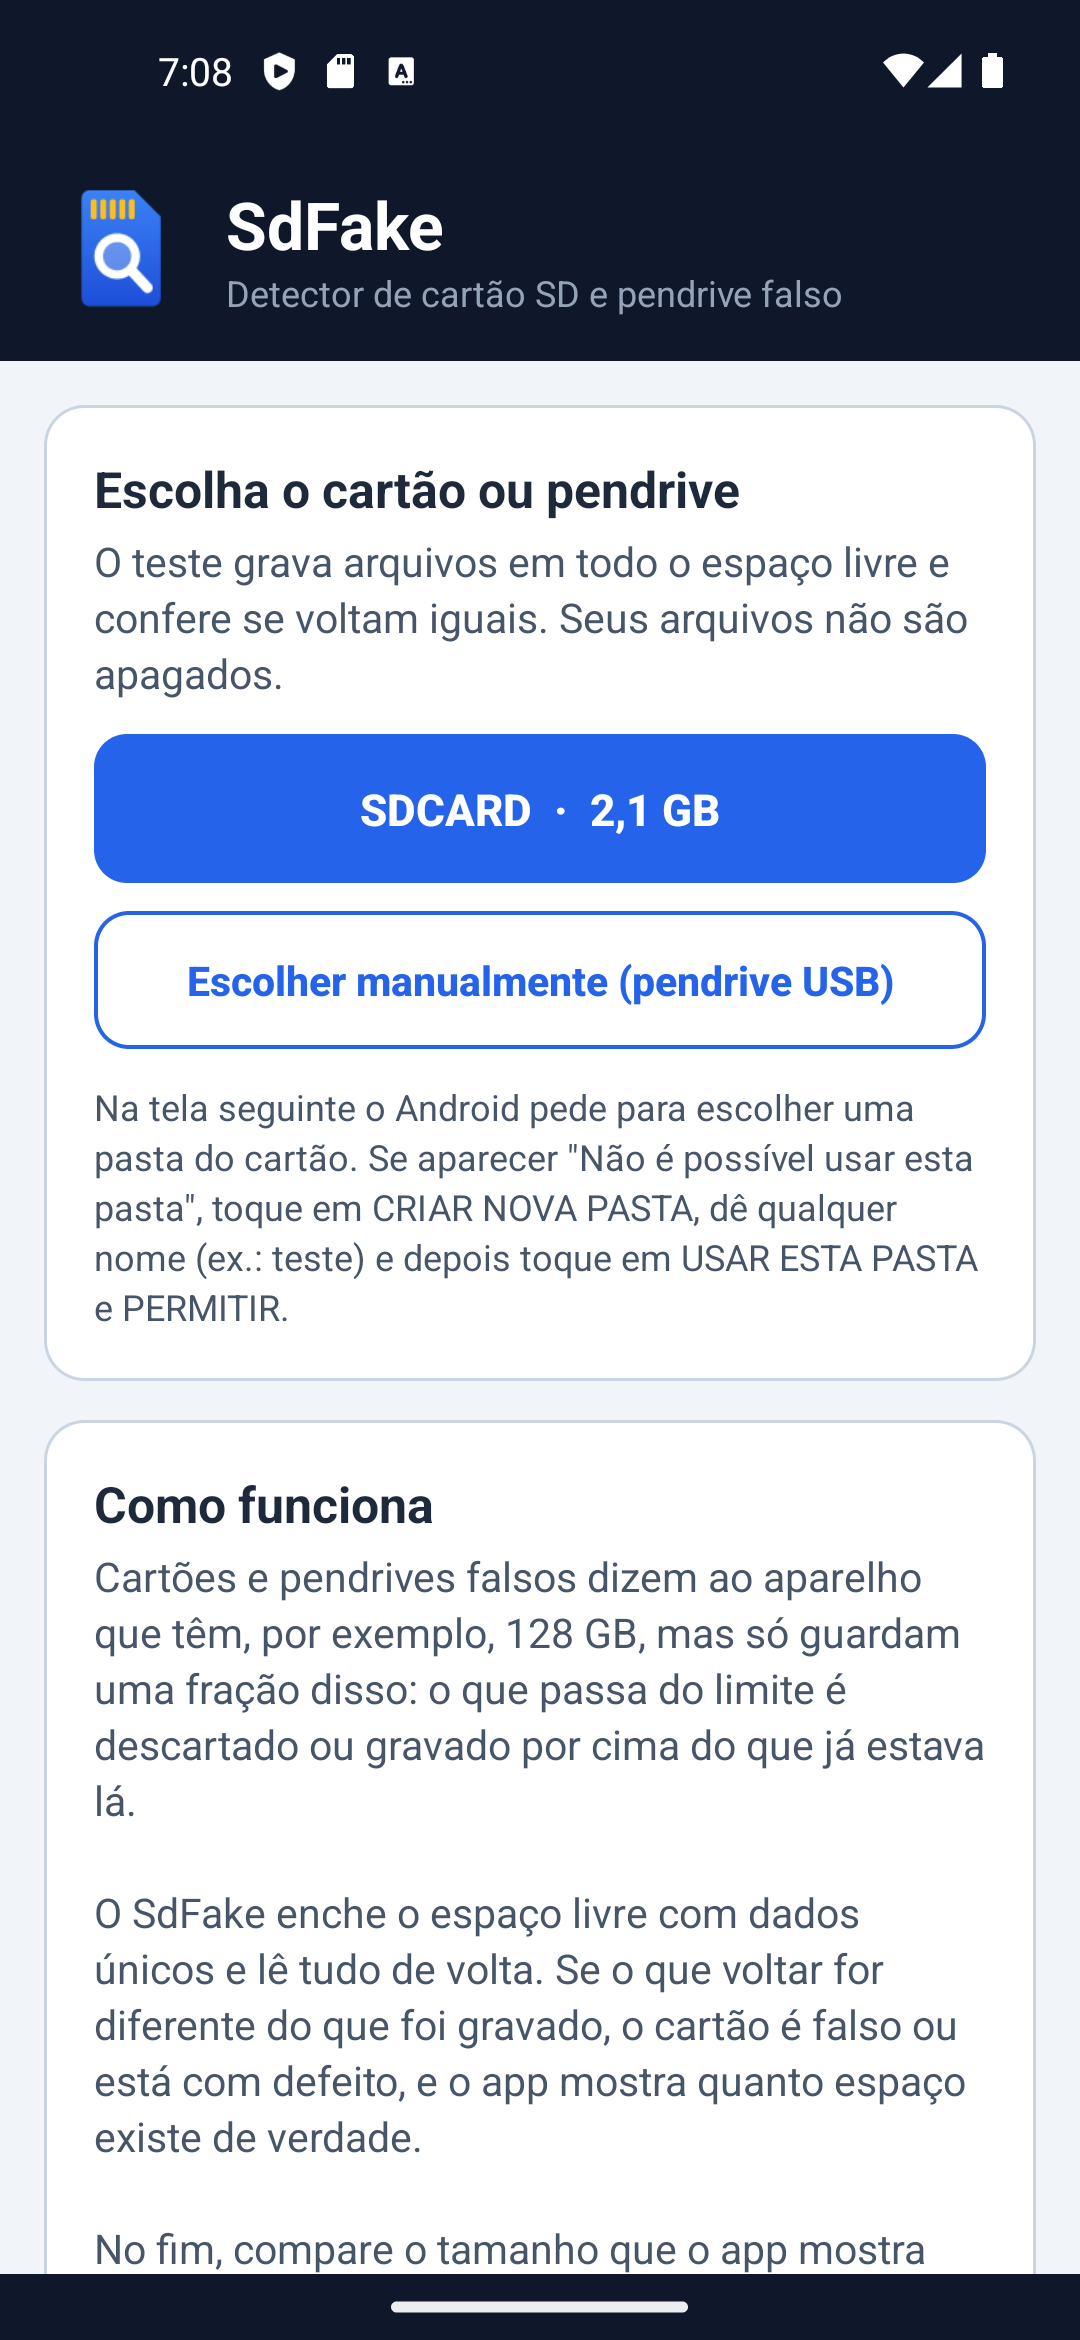 7:08
SdFake
Detector de cartão SD e pendrive falso
Escolha o cartão ou pendrive
O teste grava arquivos em todo o espaço livre e
confere se voltam iguais. Seus arquivos não são
apagados.
SDCARD · 2,1 GB
Escolher manualmente (pendrive USB)
Na tela seguinte o Android pede para escolher uma
pasta do cartão. Se aparecer "Não é possível usar esta
pasta", toque em CRIAR NOVA PASTA, dê qualquer
nome (ex.: teste) e depois toque em USAR ESTA PASTA
e PERMITIR.
Como funciona
Cartões e pendrives falsos dizem ao aparelho
que têm, por exemplo, 128 GB, mas só guardam
uma fração disso: o que passa do limite é
descartado ou gravado por cima do que já estava
lá.
O SdFake enche o espaço livre com dados
únicos e lê tudo de volta. Se o que voltar for
diferente do que foi gravado, o cartão é falso ou
está com defeito, e o app mostra quanto espaço
existe de verdade.
No fim, compare o tamanho que o app mostra